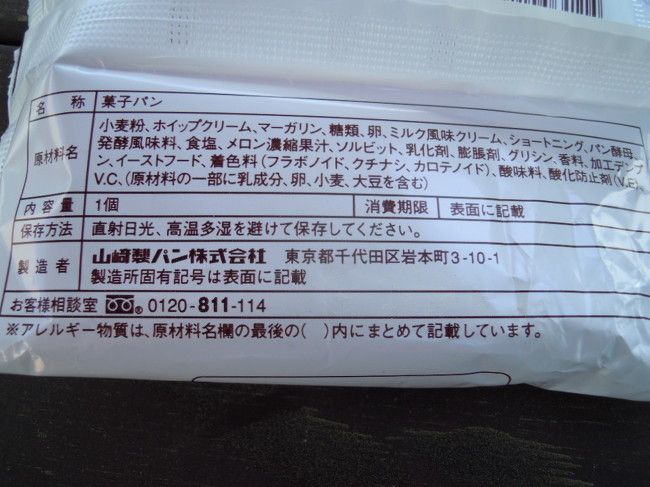 名称 菓子パン
原材料名 小麦粉、ホイップクリーム、マーガリン、糖類、卵、ミルク風味クリーム、ショートニング、パン酵母、
発酵風味料、食塩、メロン濃縮果汁、ソルビット、乳化剤、膨脹剤、グリシン、香料、加工デンプ
ン、イーストフード、着色料(フラボノイド、クチナシ、カロテノイド)、酸味料、酸化防止剤(V.E)、
V.C、(原材料の一部に乳成分、卵、小麦、大豆を含む)
内容量 1個 消費期限 表面に記載
保存方法 直射日光、高温多湿を避けて保存してください。
製造者 山崎製パン株式会社 東京都千代田区岩本町3-10-1
製造所固有記号は表面に記載
お客様相談室 ® 0120-811-114
※アレルギー物質は、原材料名欄の最後の( )内にまとめて記載しています。